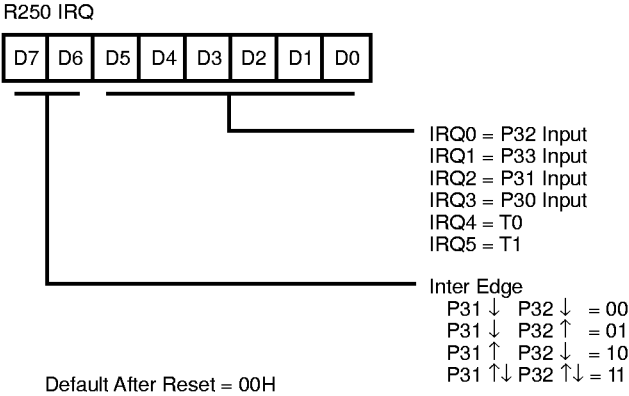 R250 IRQ
D7 D6 D5 D4 D3 D2 D1 D0
IRQ0 = P32 Input
IRQ1 = P33 Input
IRQ2 = P31 Input
IRQ3 = P30 Input
IRQ4 = T0
IRQ5 = T1
Inter Edge
P31 ↓ P32 ↓ = 00
P31 ↓ P32 ↑ = 01
P31 ↑ P32 ↓ = 10
P31 ↑↓ P32 ↑↓ = 11
Default After Reset = 00H